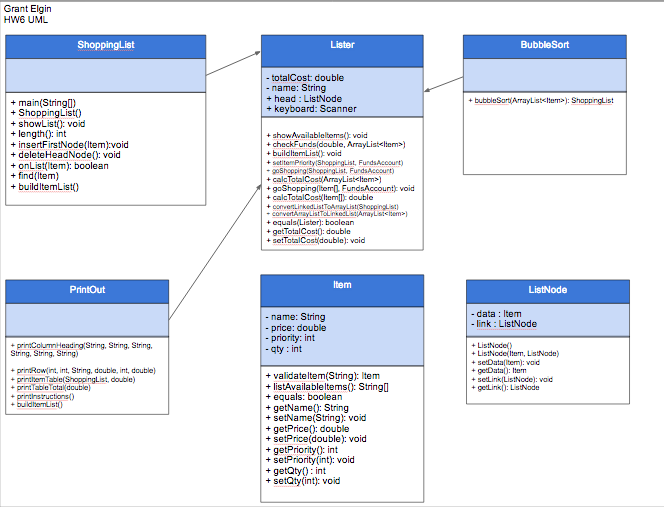 Grant Elgin
HW6 UML
ShoppingList
+ main(String[])
+ ShoppingList()
+ showList(): void
+ length(): int
+ insertFirstNode(Item):void
+ deleteHeadNode(): void
+ onList(Item): boolean
+ find(Item)
+ buildItemList()
Lister
- totalCost: double
- name: String
+ head : ListNode
+ keyboard: Scanner
+ showAvailableItems(): void
+ checkFunds(double, ArrayList<Item>)
+ buildItemList(): void
+ setItemPriority(ShoppingList, FundsAccount)
+ goShopping(ShoppingList, FundsAccount)
+ calcTotalCost(ArrayList<Item>)
+ goShopping(Item[], FundsAccount): void
+ calcTotalCost(Item[]): double
+ convertLinkedListToArrayList(ShoppingList)
+ convertArrayListToLinkedList(ArrayList<Item>)
+ equals(Lister): boolean
+ getTotalCost(): double
+ setTotalCost(double): void
BubbleSort
+ bubbleSort(ArrayList<Item>): ShoppingList
PrintOut
+ printColumnHeading(String, String, String,
String, String, String)
+ printRow(int, int, String, double, int, double)
+ printItemTable(ShoppingList, double)
+ printTableTotal(double)
+ printInstructions()
+ buildItemList()
Item
- name: String
- price: double
- priority: int
- qty : int
+ validateItem(String): Item
+ listAvailableItems(): String[]
+ equals: boolean
+ getName(): String
+ setName(String): void
+ getPrice(): double
+ setPrice(double): void
+ getPriority(): int
+ setPriority(int): void
+ getQty() : int
+ setQty(int): void
ListNode
- data : Item
- link : ListNode
+ ListNode()
+ ListNode(Item, ListNode)
+ setData(Item): void
+ getData(): Item
+ setLink(ListNode): void
+ getLink(): ListNode